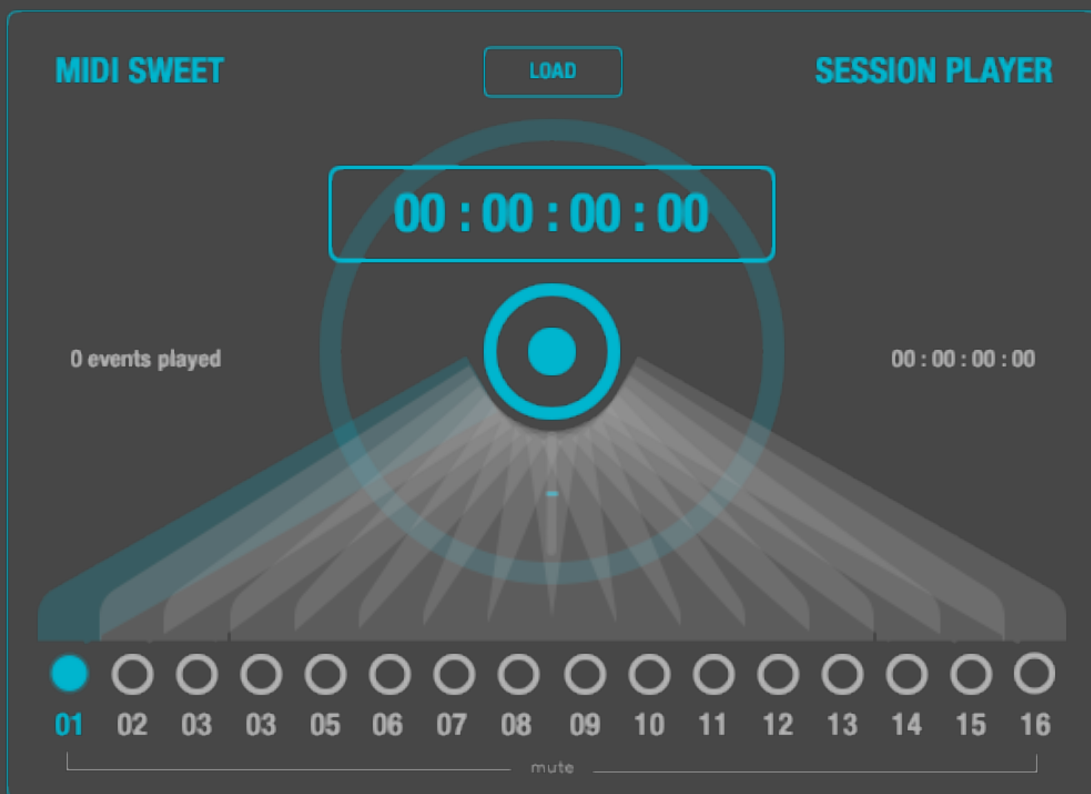 MIDI SWEET
LOAD
SESSION PLAYER
00 : 00 : 00 : 00
0 events played
00 : 00 : 00 : 00
01 02 03 03 05 06 07 08 09 10 11 12 13 14 15 16
mute